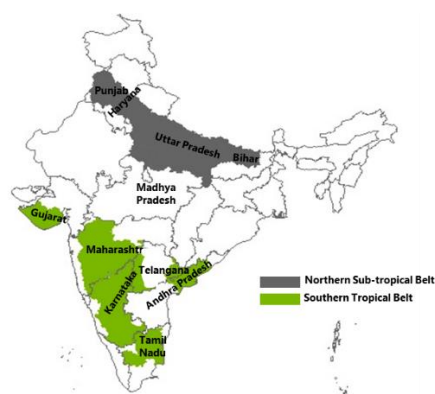 Punjab
Haryana
Uttar Pradesh
Bihar
Madhya
Pradesh
Gujarat
Maharashtr
Telangana
Karnataka
Andhra Pradesh
Tamil
Nadu
Northern Sub-tropical Belt
Southern Tropical Belt